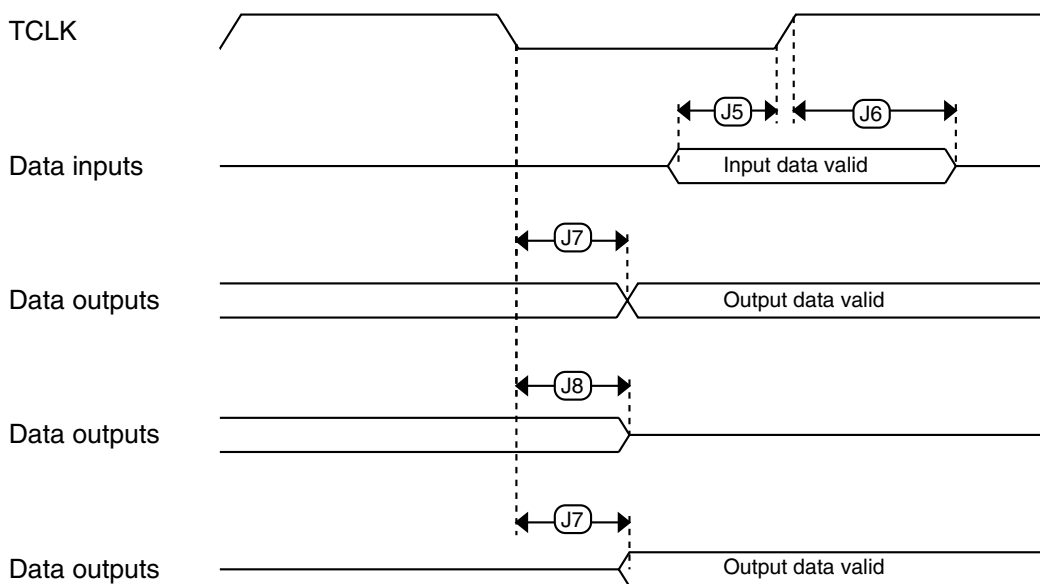 TCLK
J5
J6
Data inputs
Input data valid
J7
Data outputs
Output data valid
J8
Data outputs
J7
Data outputs
Output data valid